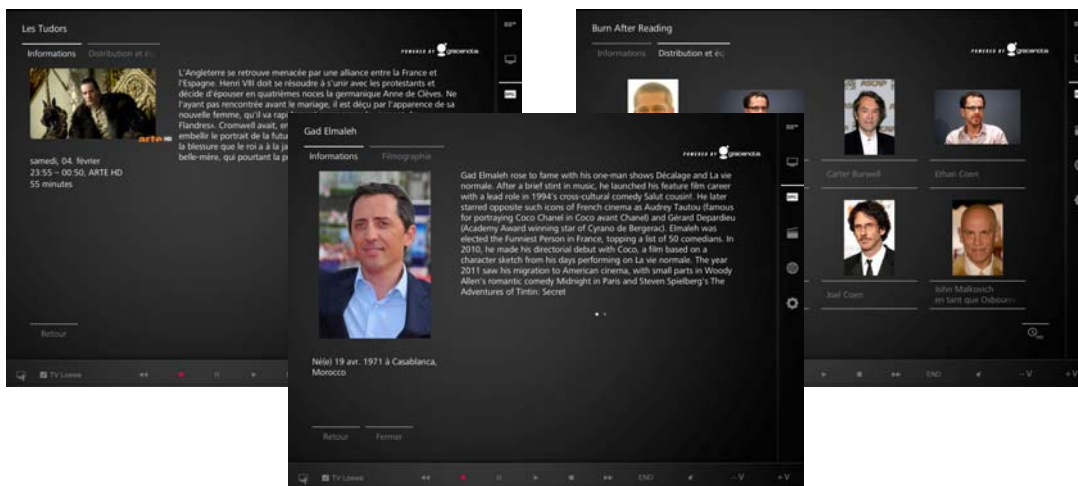 Les Tudors
Informations
Distribution et é
POWERED BY gracenote
L'Angleterre se retrouve menacée par une alliance entre la France et
l'Espagne. Henri VIII doit se résoudre à s'unir avec les protestants et
décide d'épouser en quatrièmes noces la germanique Anne de Clèves. Ne
l'ayant pas rencontrée avant le mariage, il est déçu par l'apparence de sa
nouvelle femme, qu'il va rapi
Flandres». Cromwell avait, en
embellir le portrait de la futu
la blessure que le roi a à la ja
belle-mère, qui pourtant la p
arte HD
samedi, 04. février
23:55 – 00:50, ARTE HD
55 minutes
Retour
TV Loewe
Gad Elmaleh
Informations
Filmographie
POWERED BY gracenote
Gad Elmaleh rose to fame with his one-man shows Décalage and La vie
normale. After a brief stint in music, he launched his feature film career
with a lead role in 1994's cross-cultural comedy Salut cousin!. He later
starred opposite such icons of French cinema as Audrey Tautou (famous
for portraying Coco Chanel in Coco avant Chanel) and Gérard Depardieu
(Academy Award winning star of Cyrano de Bergerac). Elmaleh was
elected the Funniest Person in France, topping a list of 50 comedians. In
2010, he made his directorial debut with Coco, a film based on a
character sketch from his days performing on La vie normale. The year
2011 saw his migration to American cinema, with small parts in Woody
Allen's romantic comedy Midnight in Paris and Steven Spielberg's The
Adventures of Tintin: Secret
Né(e) 19 avr. 1971 à Casablanca,
Morocco
Retour
Fermer
TV Loewe
END
– V
+ V
Burn After Reading
Informations
Distribution et éq
POWERED BY gracenote
ASCAP
Carter Burwell
Ethan Coen
Joel Coen
John Malkovich
en tant que Osbourn
END
– V
+ V